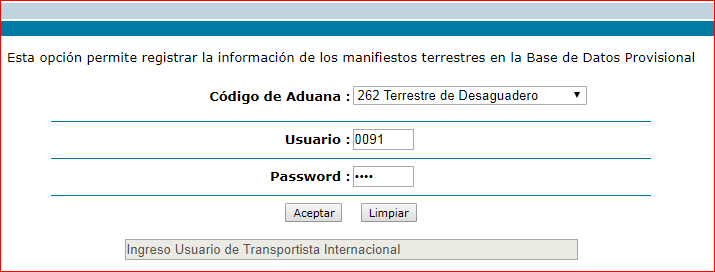 Esta opción permite registrar la información de los manifiestos terrestres en la Base de Datos Provisional
Código de Aduana : 262 Terrestre de Desaguadero
Usuario : 0091
Password : ••••
Aceptar Limpiar
Ingreso Usuario de Transportista Internacional